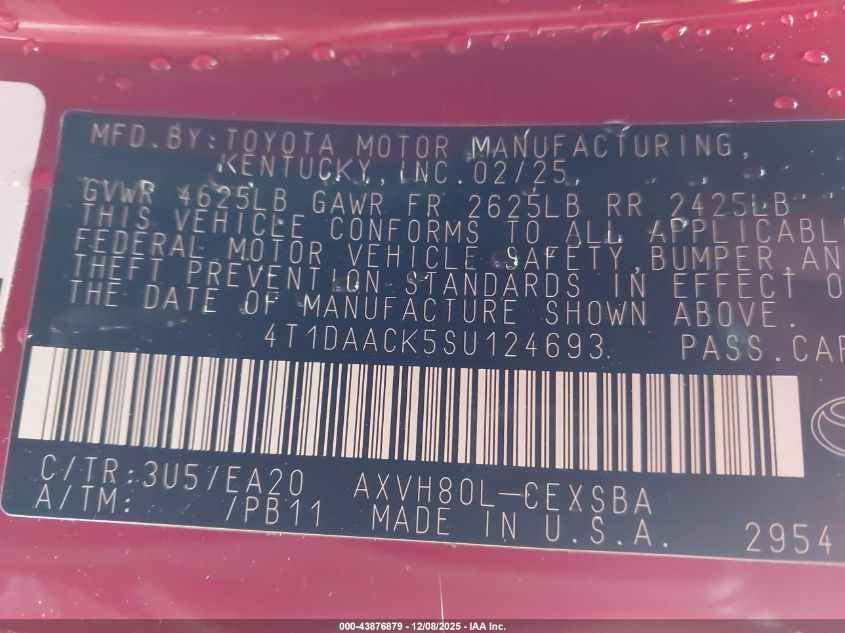 MFD.BY:TOYOTA MOTOR MANUFACTURING,
KENTUCKY,INC. 02/25
GVWR 4625LB GAWR FR 2625LB RR 2425LB
THIS VEHICLE CONFORMS TO ALL APPLICABL
FEDERAL MOTOR VEHICLE SAFETY,BUMPER,AN
THEFT PREVENTION STANDARDS IN EFFECT O
THE DATE OF MANUFACTURE SHOWN ABOVE.
4T1DAACK5SU124693 PASS.CAR
C/TR:3U5/EA20 AXVH80L-CEXSBA
A/TM: /PB11 MADE IN U.S.A. 2954
000-43876879 - 12/08/2025 - IAA Inc.